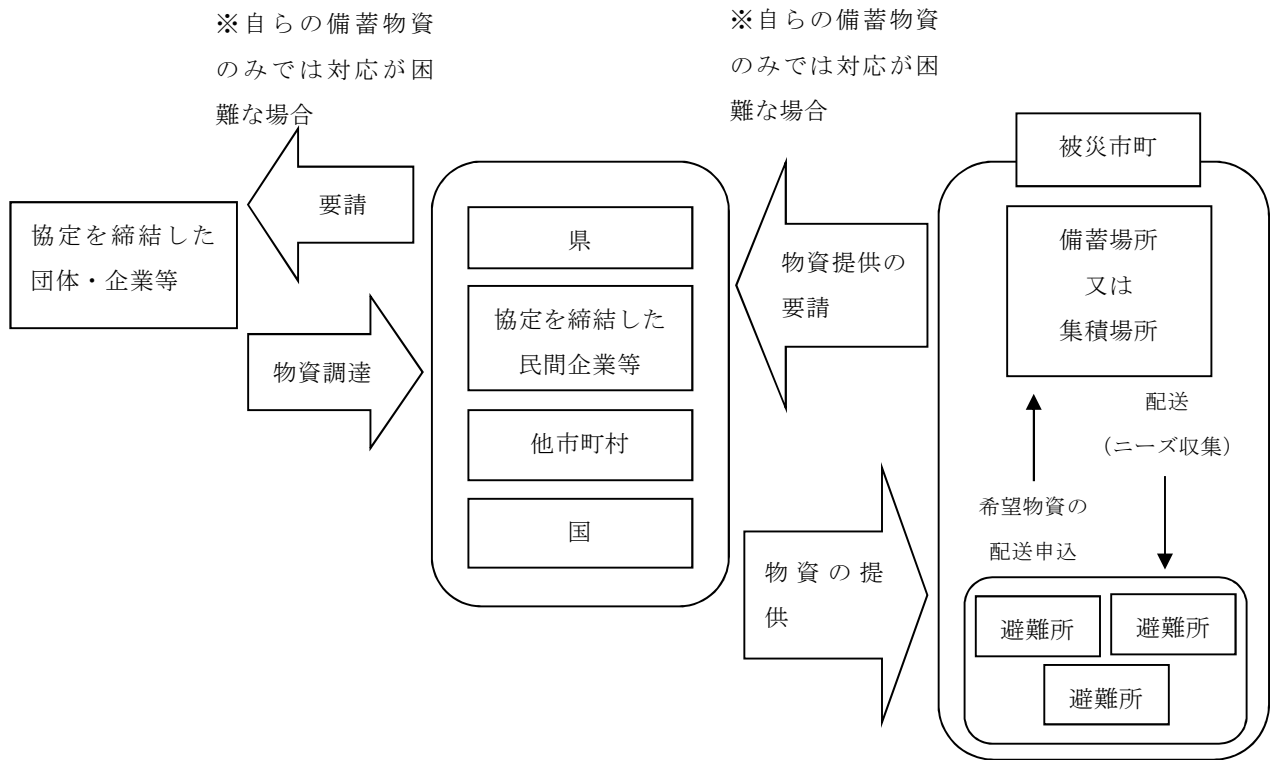 ※自らの備蓄物資
のみでは対応が困
難な場合
※自らの備蓄物資
のみでは対応が困
難な場合
協定を締結した
団体・企業等
要請
物資調達
県
協定を締結した
民間企業等
他市町村
国
物資提供の
要請
物資の提
供
被災市町
備蓄場所
又は
集積場所
配送
（ニーズ収集）
希望物資の
配送申込
避難所
避難所
避難所